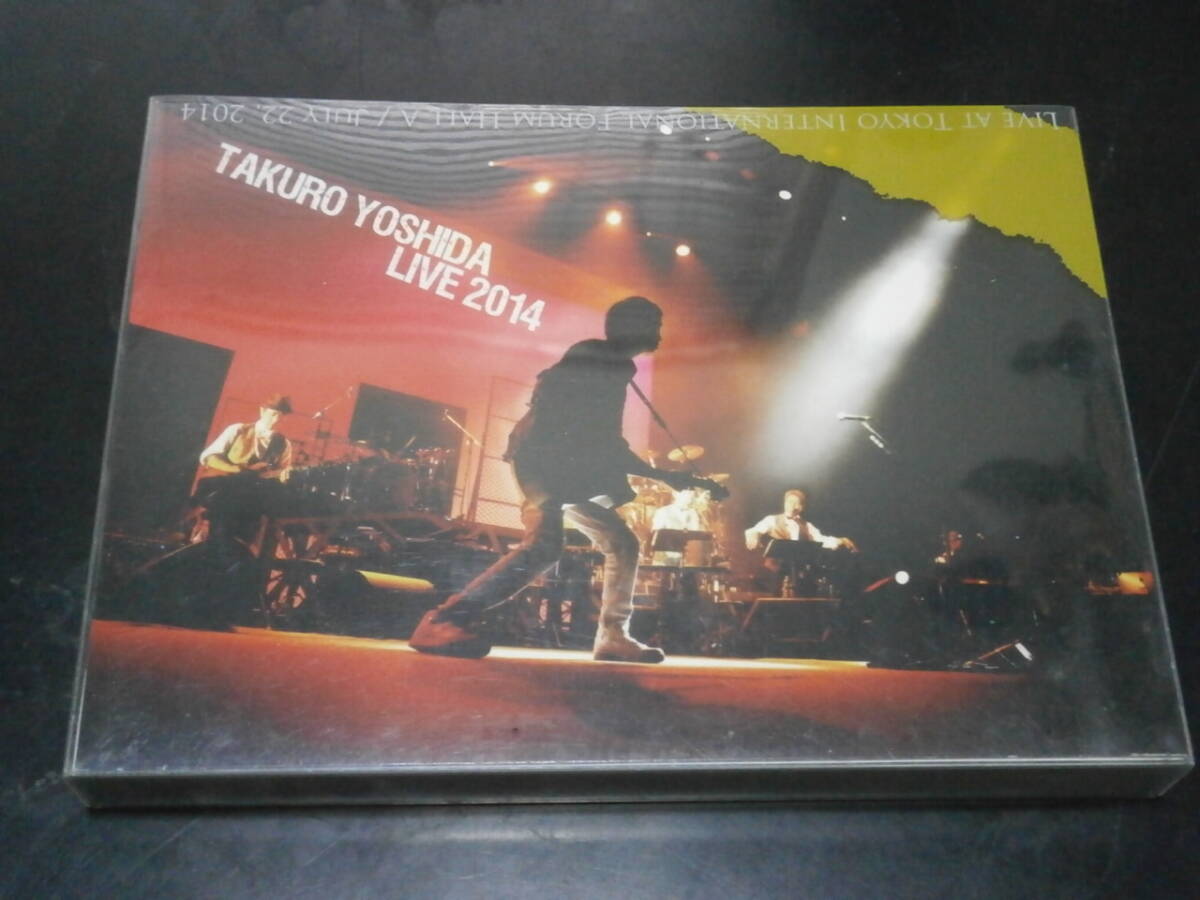 LIVE AT TOKYO INTERNATIONAL FORUM HALL A / JULY 22, 2014
TAKURO YOSHIDA
LIVE 2014